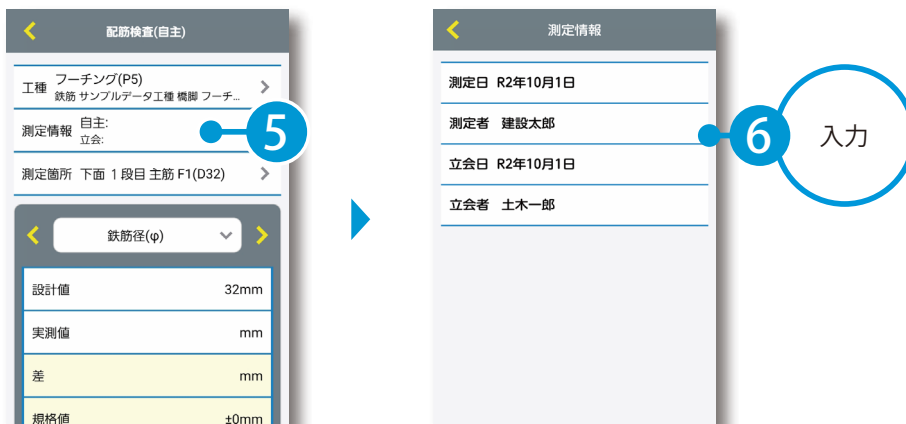 配筋検査(自主)
工種 フーチング(P5)
鉄筋 サンプルデータ工種 橋脚 フーチ...
測定情報 自主:
立会:
5
測定箇所 下面 1 段目 主筋 F1(D32)
鉄筋径(φ)
設計値 32mm
実測値 mm
差 mm
規格値 ±0mm
測定情報
測定日 R2年10月1日
測定者 建設太郎
立会日 R2年10月1日
立会者 土木一郎
6
入力